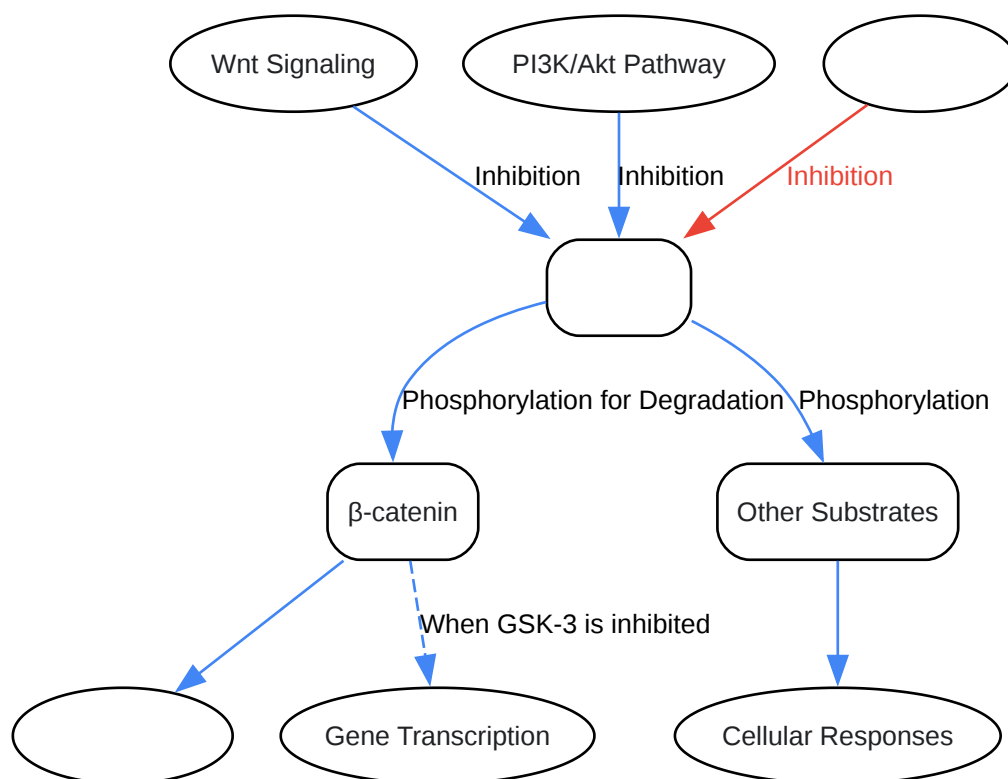 Wnt Signaling
PI3K/Akt Pathway
Inhibition
Inhibition
Inhibition
Phosphorylation for Degradation
Phosphorylation
β-catenin
Other Substrates
When GSK-3 is inhibited
Gene Transcription
Cellular Responses